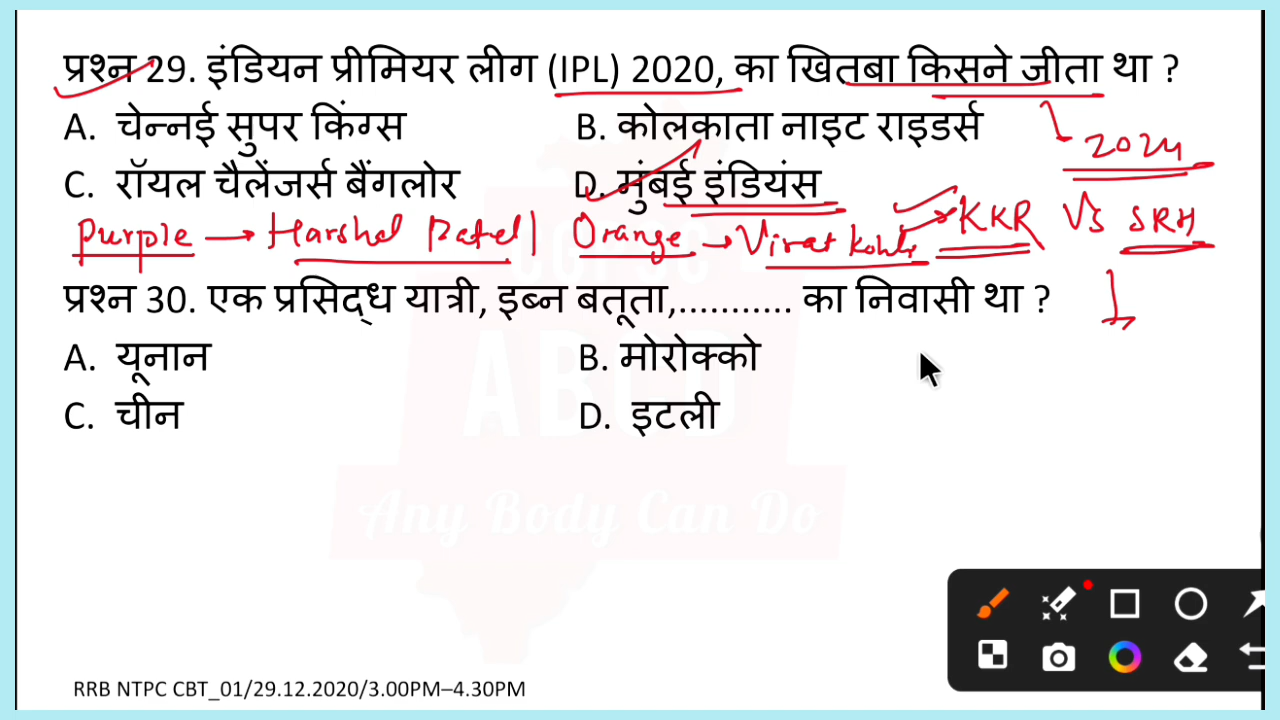 प्रश्न 29. इंडियन प्रीमियर लीग (IPL) 2020, का खितबा किसने जीता था ?
A. चेन्नई सुपर किंग्स B. कोलकाता नाइट राइडर्स
2024
C. रॉयल चैलेंजर्स बैंगलोर D. मुंबई इंडियंस
Purple → Harshal Patel | Orange → Virat Kohli → KKR Vs SRH
प्रश्न 30. एक प्रसिद्ध यात्री, इब्न बतूता,............ का निवासी था ?
A. यूनान B. मोरोक्को
C. चीन D. इटली
ABCD
Any Body Can Do
RRB NTPC CBT_01/29.12.2020/3.00PM–4.30PM